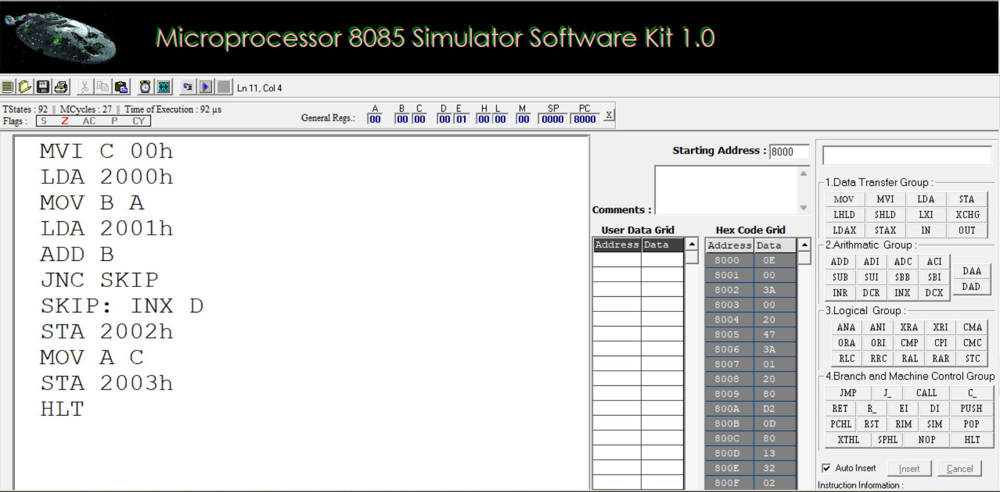 Microprocessor 8085 Simulator Software Kit 1.0
Ln 11, Col 4
TStates : 92 || MCycles : 27 || Time of Execution : 92 µs
Flags : S Z AC P CY
General Regs.: A 00 B 00 C 00 D 00 E 01 H 00 L 00 M 00 SP 0000 PC 8000 X
MVI C 00h
LDA 2000h
MOV B A
LDA 2001h
ADD B
JNC SKIP
SKIP: INX D
STA 2002h
MOV A C
STA 2003h
HLT
Starting Address : 8000
Comments :
User Data Grid
Address Data
Hex Code Grid
Address Data
8000 0E
8001 00
8002 3A
8003 00
8004 20
8005 47
8006 3A
8007 01
8008 20
8009 80
800A D2
800B 0D
800C 80
800D 13
800E 32
800F 02
1.Data Transfer Group :
MOV MVI LDA STA
LHLD SHLD LXI XCHG
LDAX STAX IN OUT
2.Arithmatic Group :
ADD ADI ADC ACI
SUB SUI SBB SBI
INR DCR INX DCX
DAA
DAD
3.Logical Group :
ANA ANI XRA XRI CMA
ORA ORI CMP CPI CMC
RLC RRC RAL RAR STC
4.Branch and Machine Control Group
JMP J_ CALL C_
RET R_ EI DI PUSH
PCHL RST RIM SIM POP
XTHL SPHL NOP HLT
Auto Insert Insert Cancel
Instruction Information :